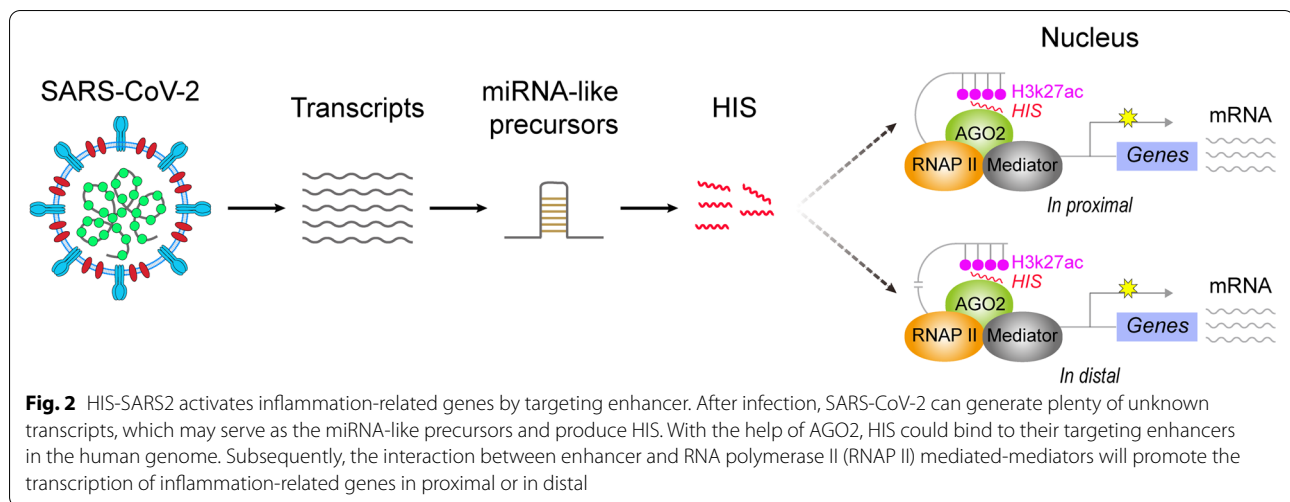 Nucleus
SARS-CoV-2
Transcripts
miRNA-like
precursors
HIS
H3k27ac
HIS
AGO2
RNAP II
Mediator
Genes
mRNA
In proximal
H3k27ac
HIS
AGO2
RNAP II
Mediator
Genes
mRNA
In distal
Fig. 2 HIS-SARS2 activates inflammation-related genes by targeting enhancer. After infection, SARS-CoV-2 can generate plenty of unknown
transcripts, which may serve as the miRNA-like precursors and produce HIS. With the help of AGO2, HIS could bind to their targeting enhancers
in the human genome. Subsequently, the interaction between enhancer and RNA polymerase II (RNAP II) mediated-mediators will promote the
transcription of inflammation-related genes in proximal or in distal